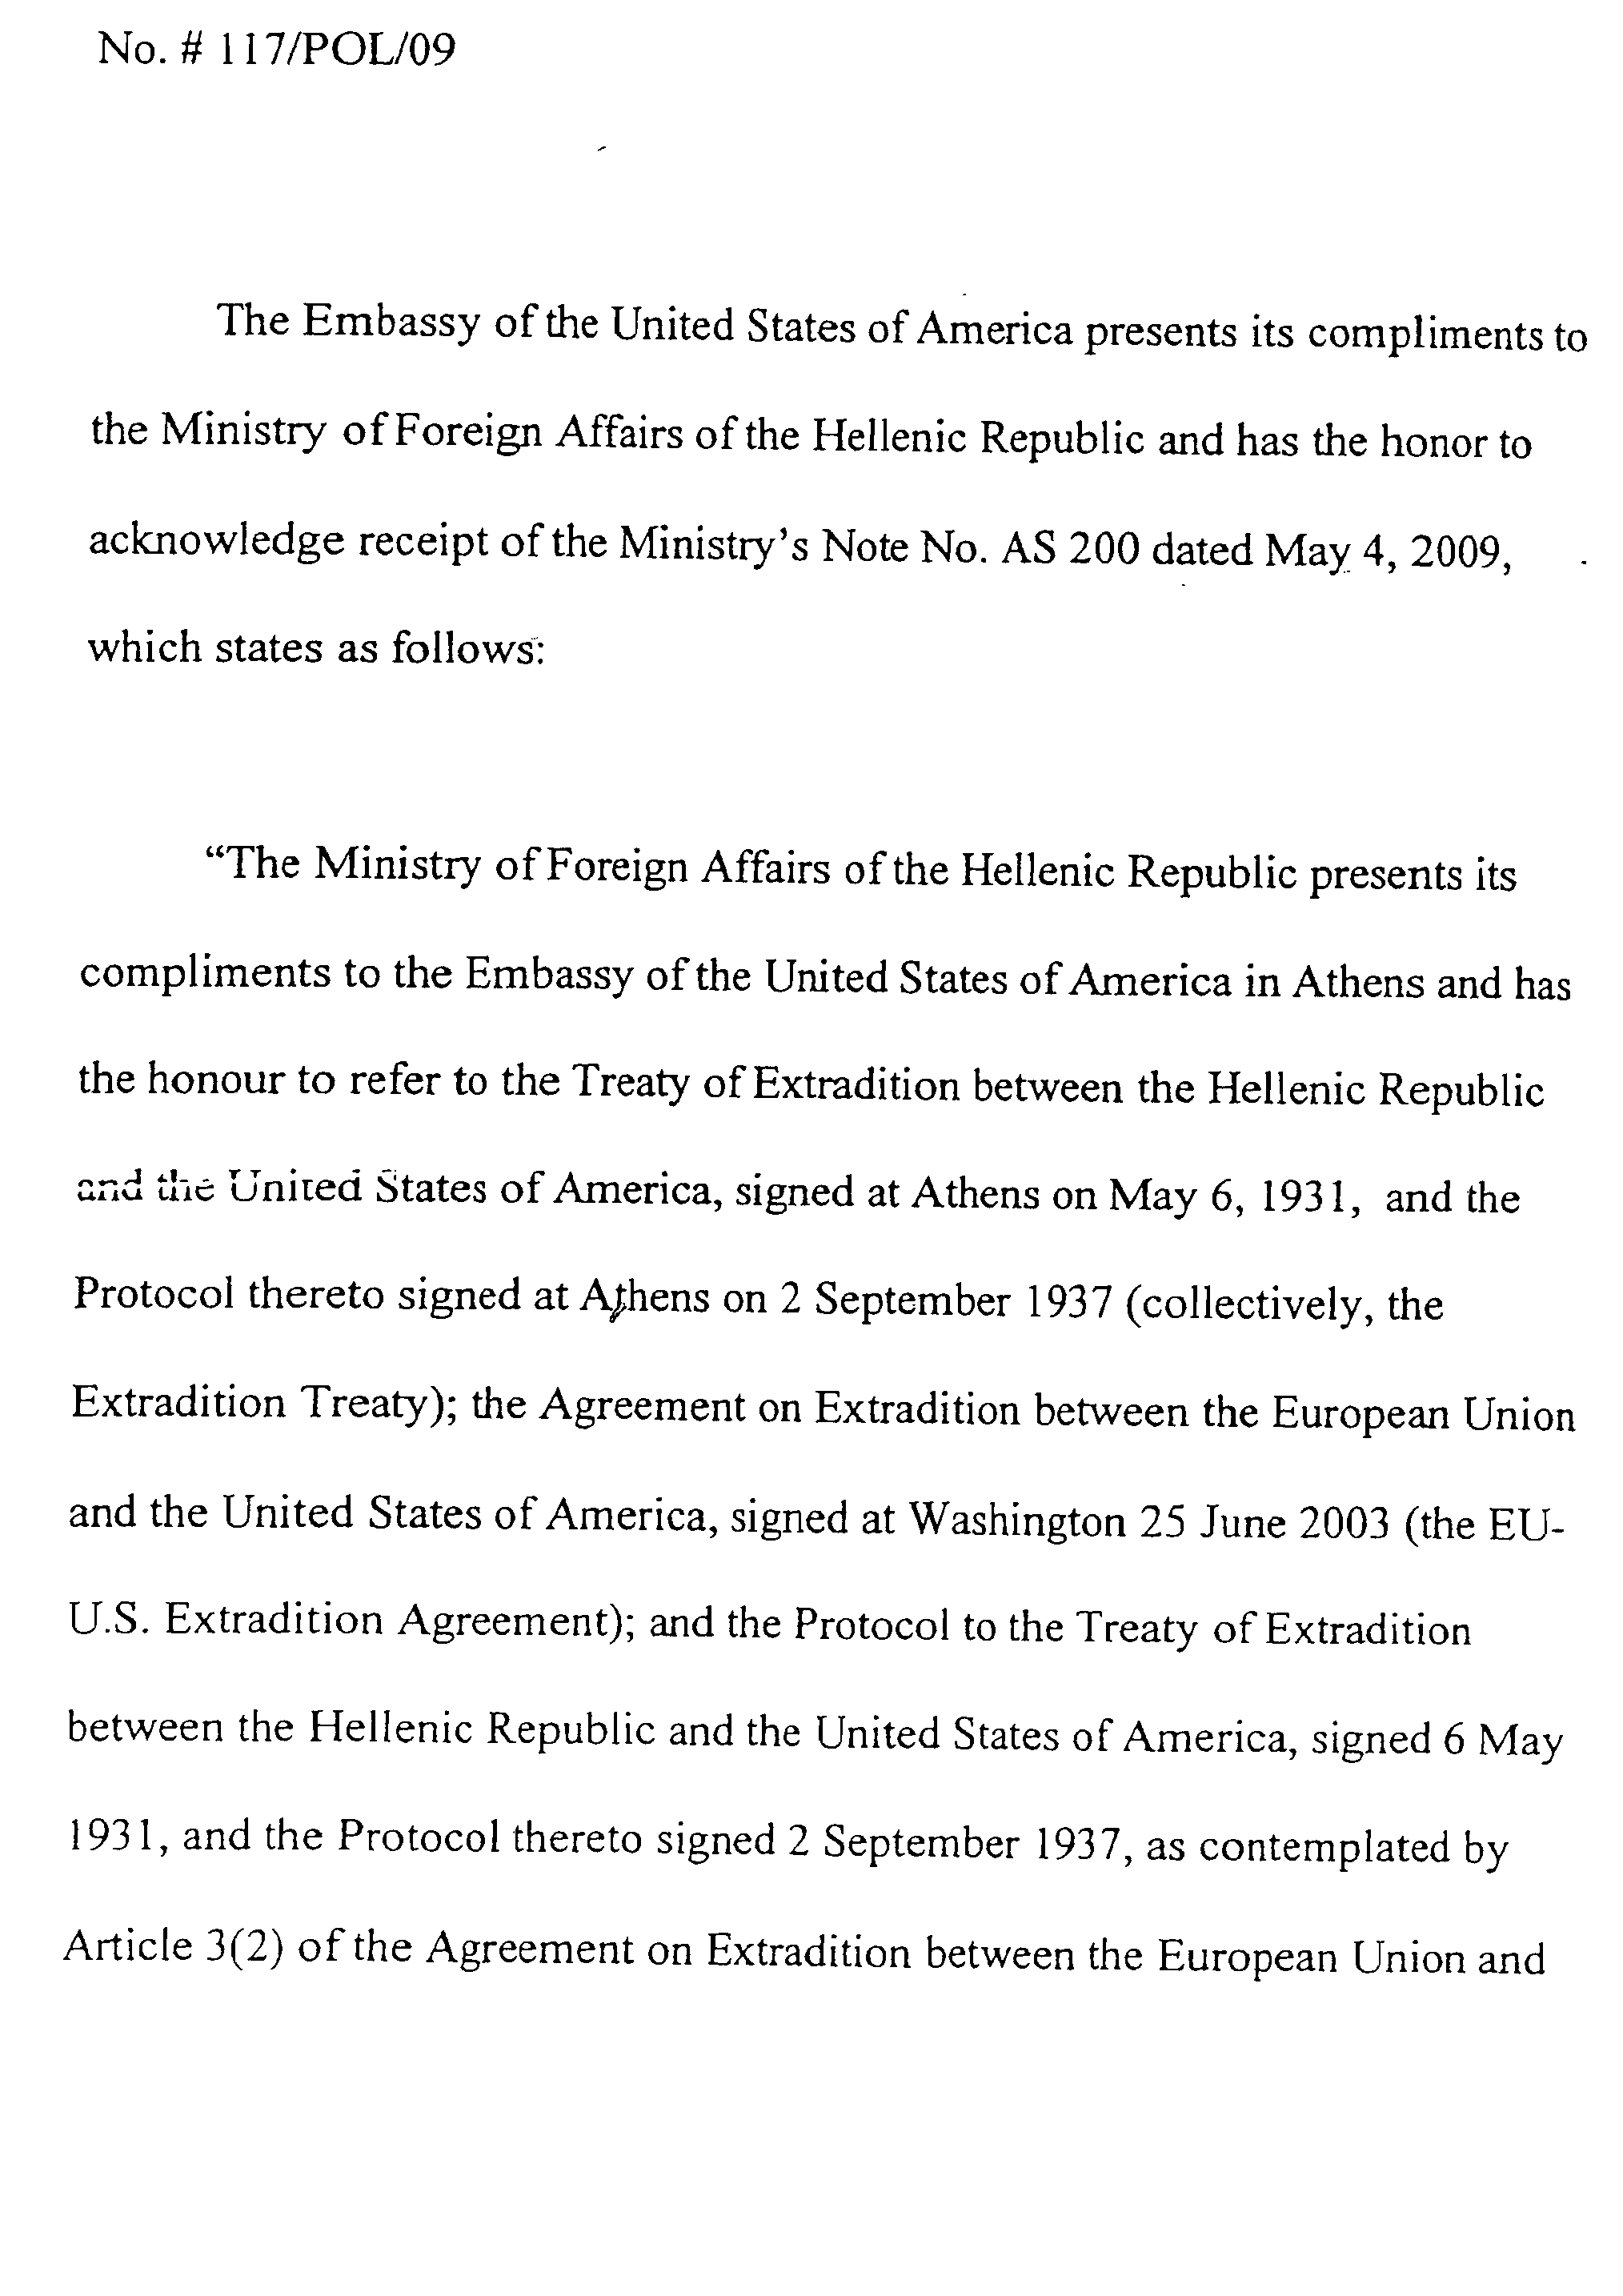 No. # 117/POL/09
The Embassy of the United States of America presents its compliments to
the Ministry of Foreign Affairs of the Hellenic Republic and has the honor to
acknowledge receipt of the Ministry’s Note No. AS 200 dated May 4, 2009,
which states as follows:
“The Ministry of Foreign Affairs of the Hellenic Republic presents its
compliments to the Embassy of the United States of America in Athens and has
the honour to refer to the Treaty of Extradition between the Hellenic Republic
and the United States of America, signed at Athens on May 6, 1931, and the
Protocol thereto signed at Athens on 2 September 1937 (collectively, the
Extradition Treaty); the Agreement on Extradition between the European Union
and the United States of America, signed at Washington 25 June 2003 (the EU-
U.S. Extradition Agreement); and the Protocol to the Treaty of Extradition
between the Hellenic Republic and the United States of America, signed 6 May
1931, and the Protocol thereto signed 2 September 1937, as contemplated by
Article 3(2) of the Agreement on Extradition between the European Union and